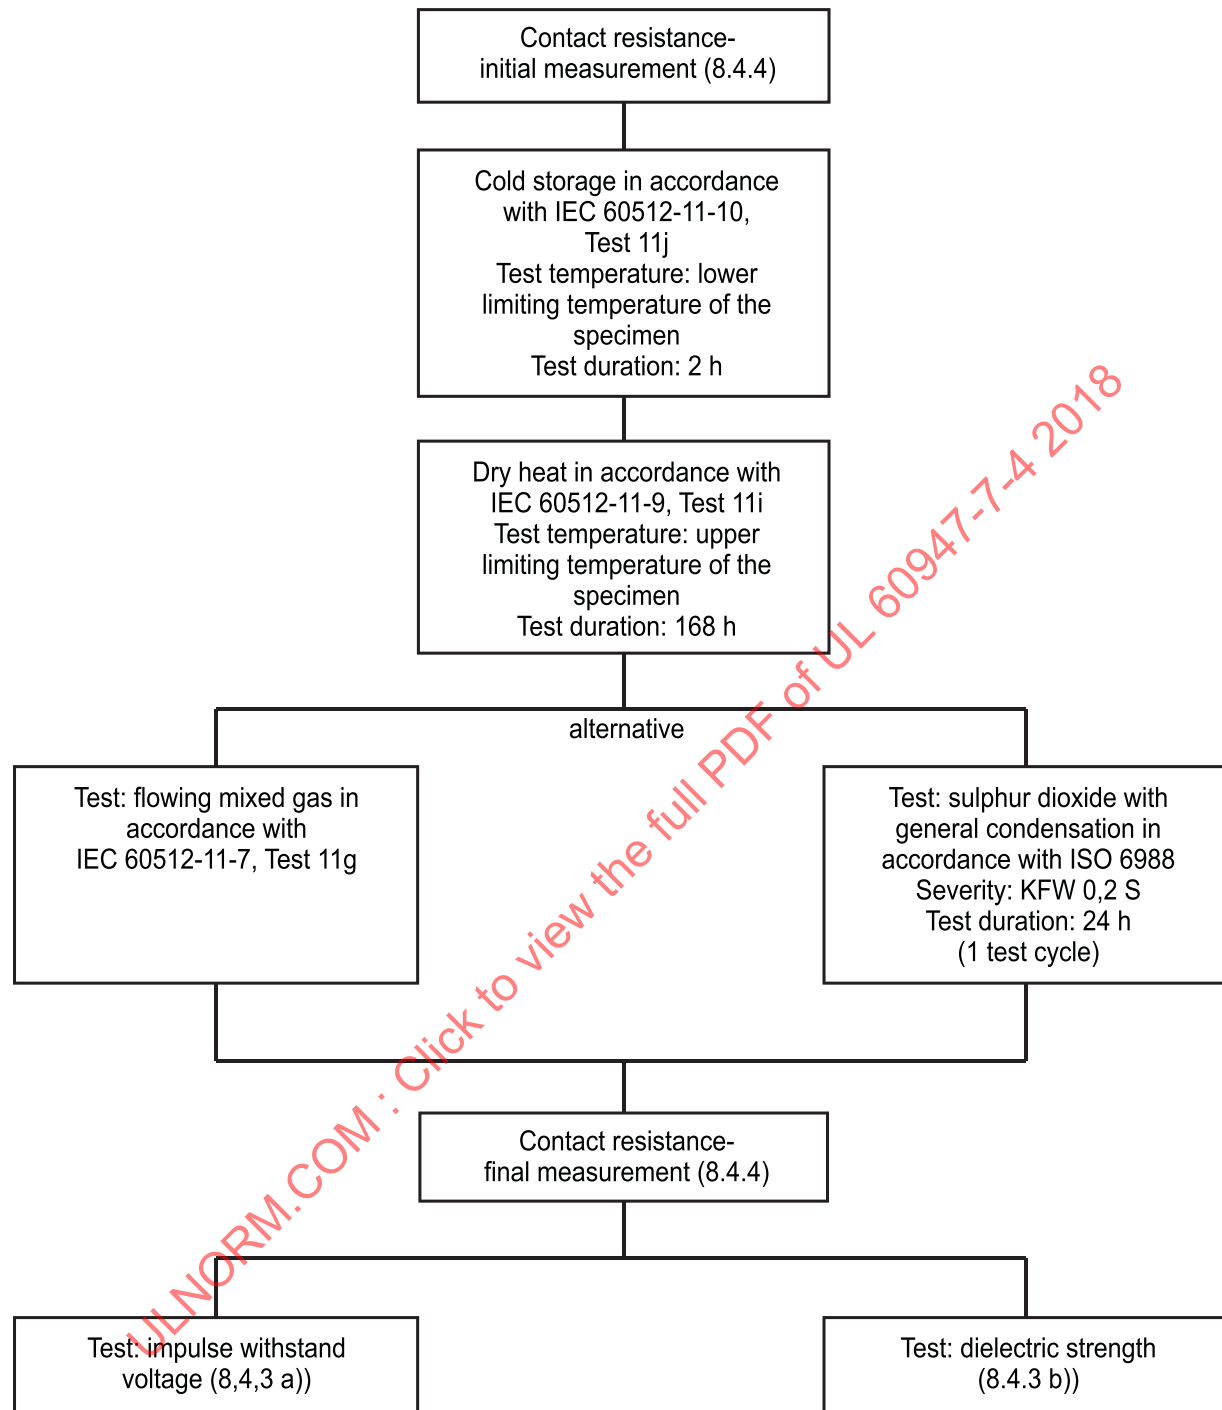 Contact resistance-
initial measurement (8.4.4)
Cold storage in accordance
with IEC 60512-11-10,
Test 11j
Test temperature: lower
limiting temperature of the
specimen
Test duration: 2 h
Dry heat in accordance with
IEC 60512-11-9, Test 11i
Test temperature: upper
limiting temperature of the
specimen
Test duration: 168 h
alternative
Test: flowing mixed gas in
accordance with
IEC 60512-11-7, Test 11g
Test: sulphur dioxide with
general condensation in
accordance with ISO 6988
Severity: KFW 0,2 S
Test duration: 24 h
(1 test cycle)
Contact resistance-
final measurement (8.4.4)
Test: impulse withstand
voltage (8,4,3 a))
Test: dielectric strength
(8.4.3 b))
ULNORM.COM : Click to view the full PDF of UL 60947-7-4 2018